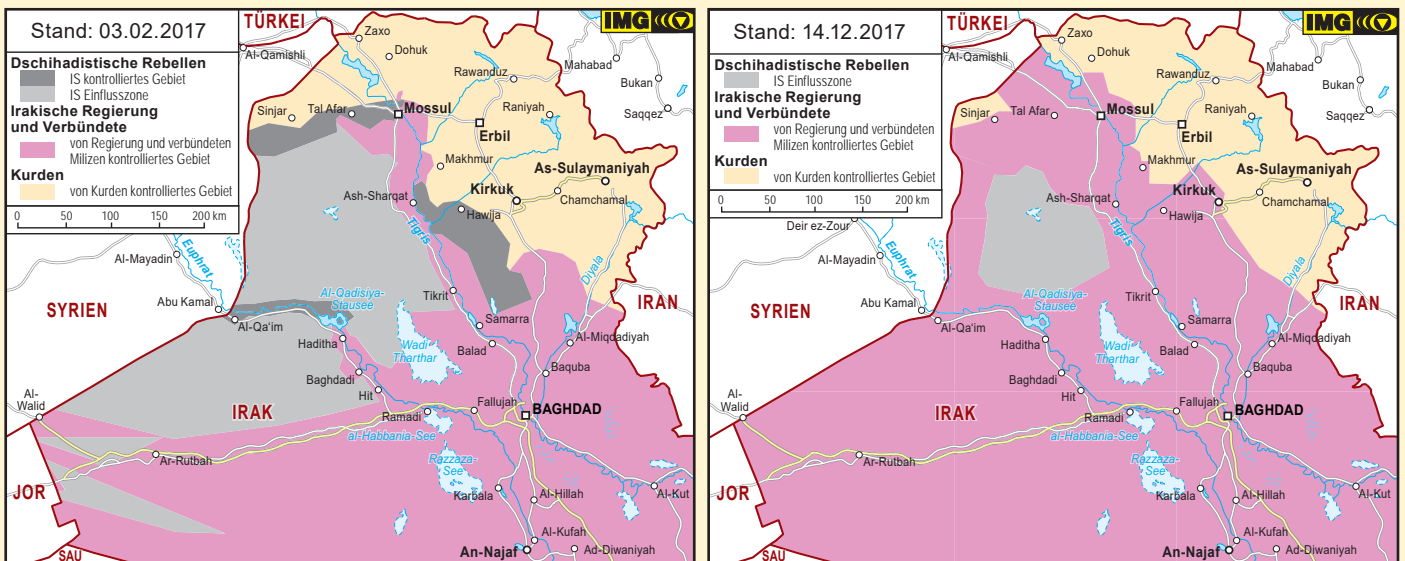 Stand: 03.02.2017
Dschihadistische Rebellen
IS kontrolliertes Gebiet
IS Einflusszone
Irakische Regierung
und Verbündete
von Regierung und verbündeten
Milizen kontrolliertes Gebiet
Kurden
von Kurden kontrolliertes Gebiet
0 50 100 150 200 km
IMG
TÜRKEI
Zaxo
Dohuk
Al-Qamishli
Mahabad
Rawanduz
Bukan
Sinjar
Tal Afar
Mossul
Raniyah
Saqqez
Erbil
Makhmur
As-Sulaymaniyah
Ash-Sharqat
Kirkuk
Chamchamal
Hawija
Tigris
Euphrat
Al-Mayadin
Diyala
SYRIEN
Abu Kamal
Al-Qadisiya-
Stausee
Tikrit
IRAN
Al-Qa'im
Samarra
Haditha
Wadi
Tharthar
Balad
Al-Miqdadiyah
Baghdadi
Baquba
Al-
Walid
Hit
IRAK
Ramadi
Fallujah
BAGHDAD
al-Habbania-See
Ar-Rutbah
Razzaza-
See
JOR
Karbala
Al-Hillah
Al-Kut
Al-Kufah
SAU
An-Najaf
Ad-Diwaniyah
Stand: 14.12.2017
Dschihadistische Rebellen
IS Einflusszone
Irakische Regierung
und Verbündete
von Regierung und verbündeten
Milizen kontrolliertes Gebiet
Kurden
von Kurden kontrolliertes Gebiet
0 50 100 150 200 km
IMG
TÜRKEI
Zaxo
Dohuk
Al-Qamishli
Mahabad
Rawanduz
Bukan
Sinjar
Tal Afar
Mossul
Raniyah
Saqqez
Erbil
Makhmur
As-Sulaymaniyah
Ash-Sharqat
Kirkuk
Chamchamal
Hawija
Deir ez-Zour
Tigris
Euphrat
Al-Mayadin
Diyala
SYRIEN
Abu Kamal
Al-Qadisiya-
Stausee
Tikrit
IRAN
Al-Qa'im
Samarra
Haditha
Wadi
Tharthar
Balad
Al-Miqdadiyah
Baghdadi
Baquba
Al-
Walid
Hit
IRAK
Ramadi
Fallujah
BAGHDAD
al-Habbania-See
Ar-Rutbah
Razzaza-
See
JOR
Karbala
Al-Hillah
Al-Kut
Al-Kufah
SAU
An-Najaf
Ad-Diwaniyah